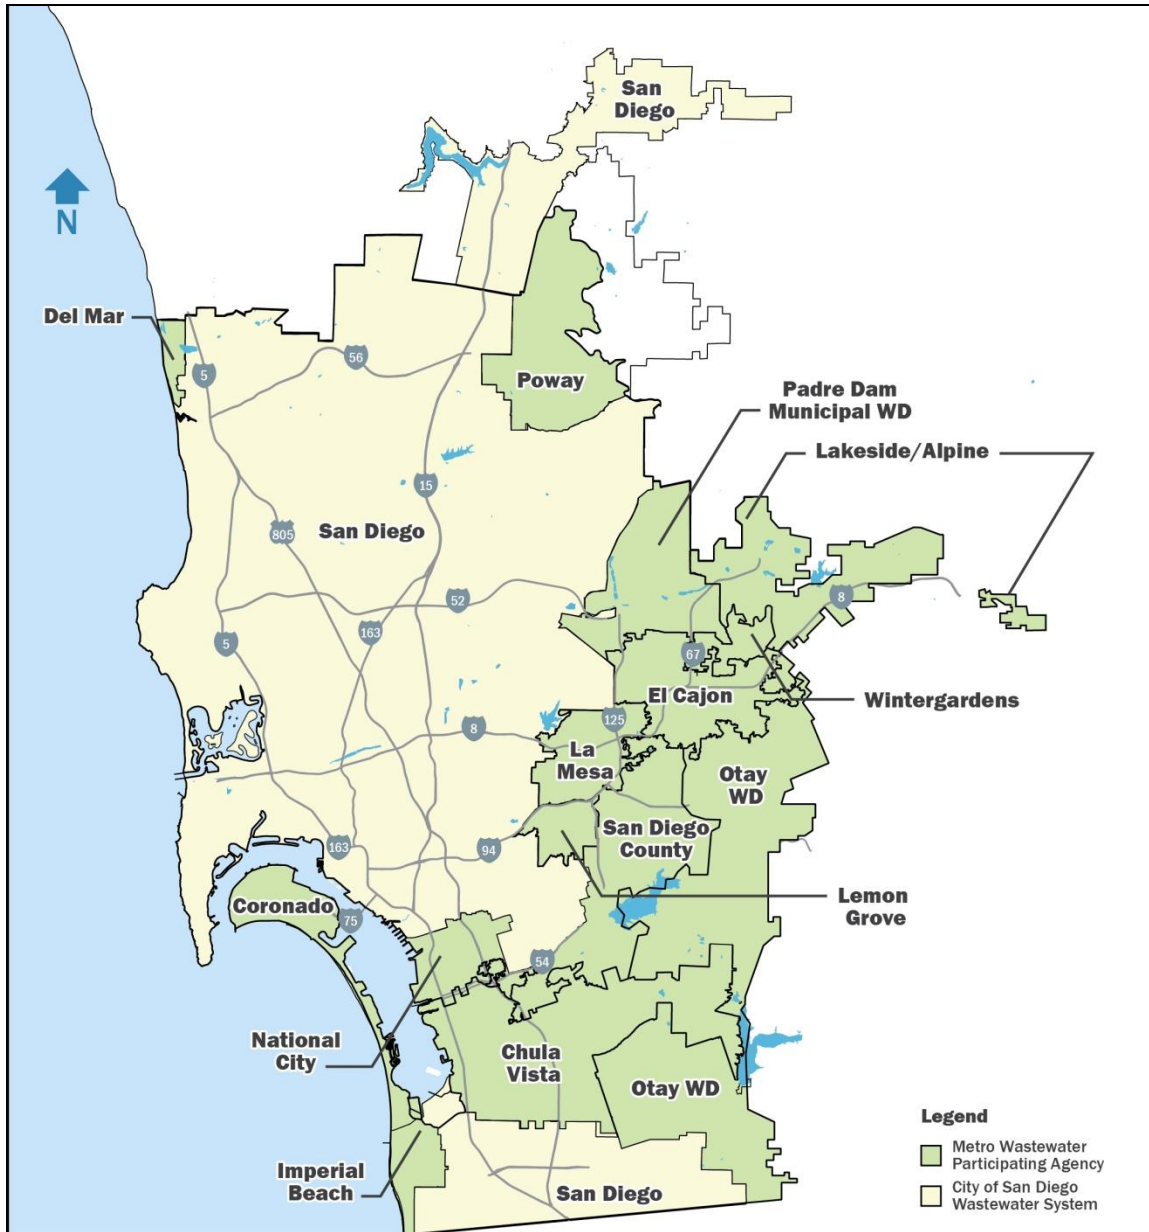 San
Diego
N
Del Mar
56
5
Poway
Padre Dam
Municipal WD
Lakeside/Alpine
15
San Diego
805
52
8
163
5
67
El Cajon
Wintergardens
125
8
La
Mesa
Otay
WD
San Diego
County
163
94
Lemon
Grove
Coronado
75
54
National
City
Chula
Vista
Otay WD
Imperial
Beach
San Diego
Legend
Metro Wastewater
Participating Agency
City of San Diego
Wastewater System